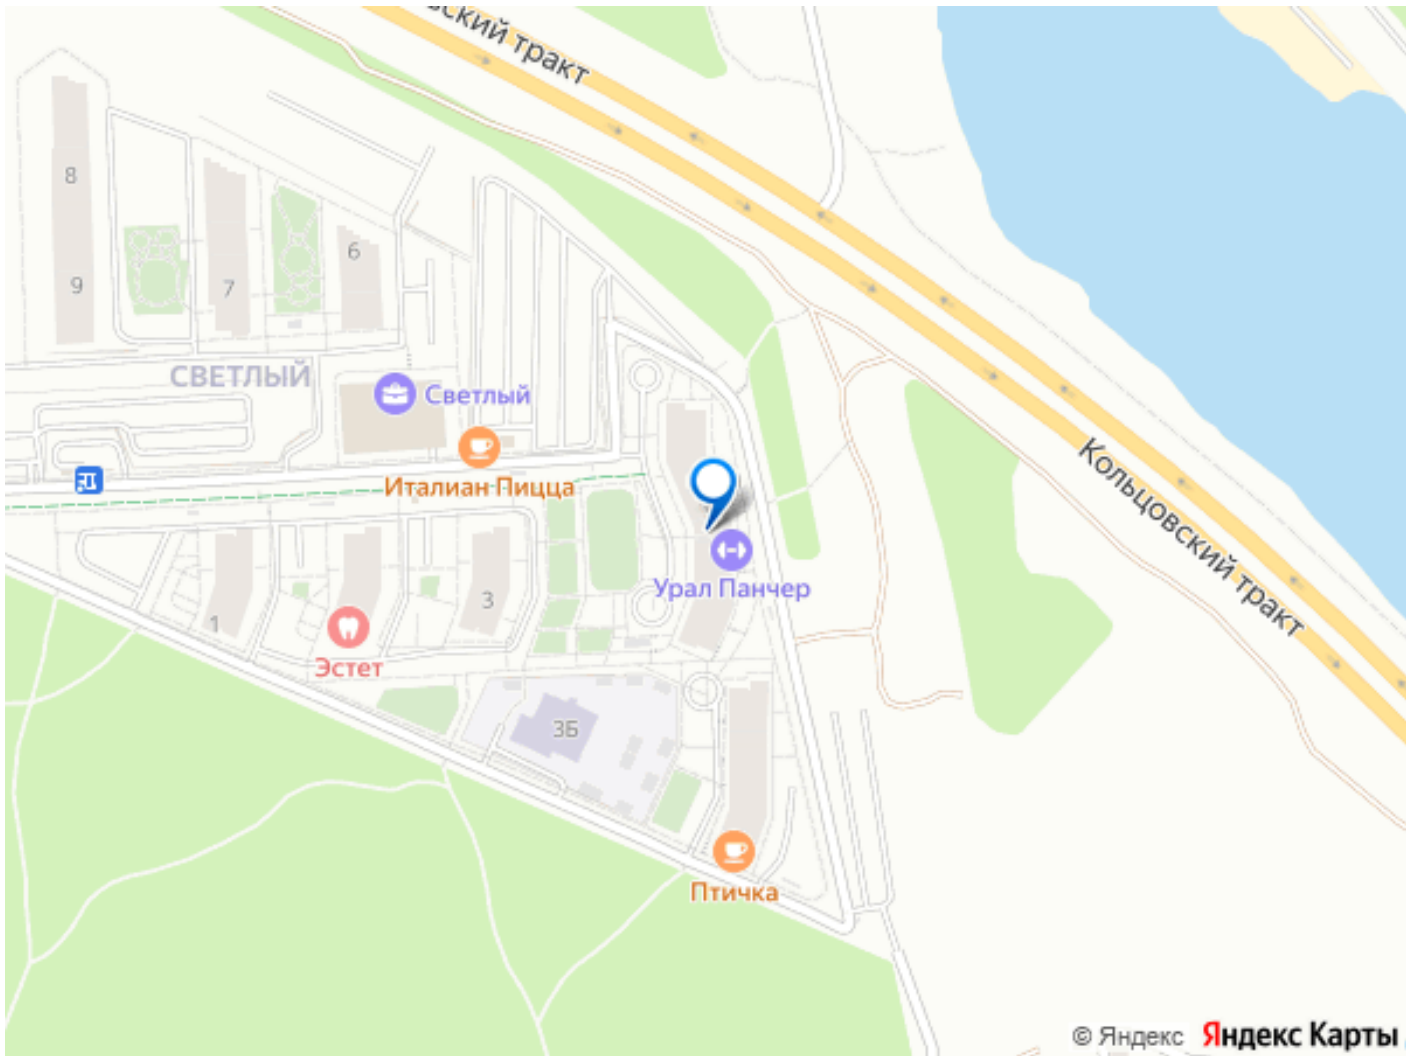 ский тракт
8
6
9
7
СВЕТЛЫЙ
Светлый
Италиан Пицца
Кольцовский тракт
Урал Панчер
3
1
Эстет
3Б
Птичка
© Яндекс Яндекс Карты